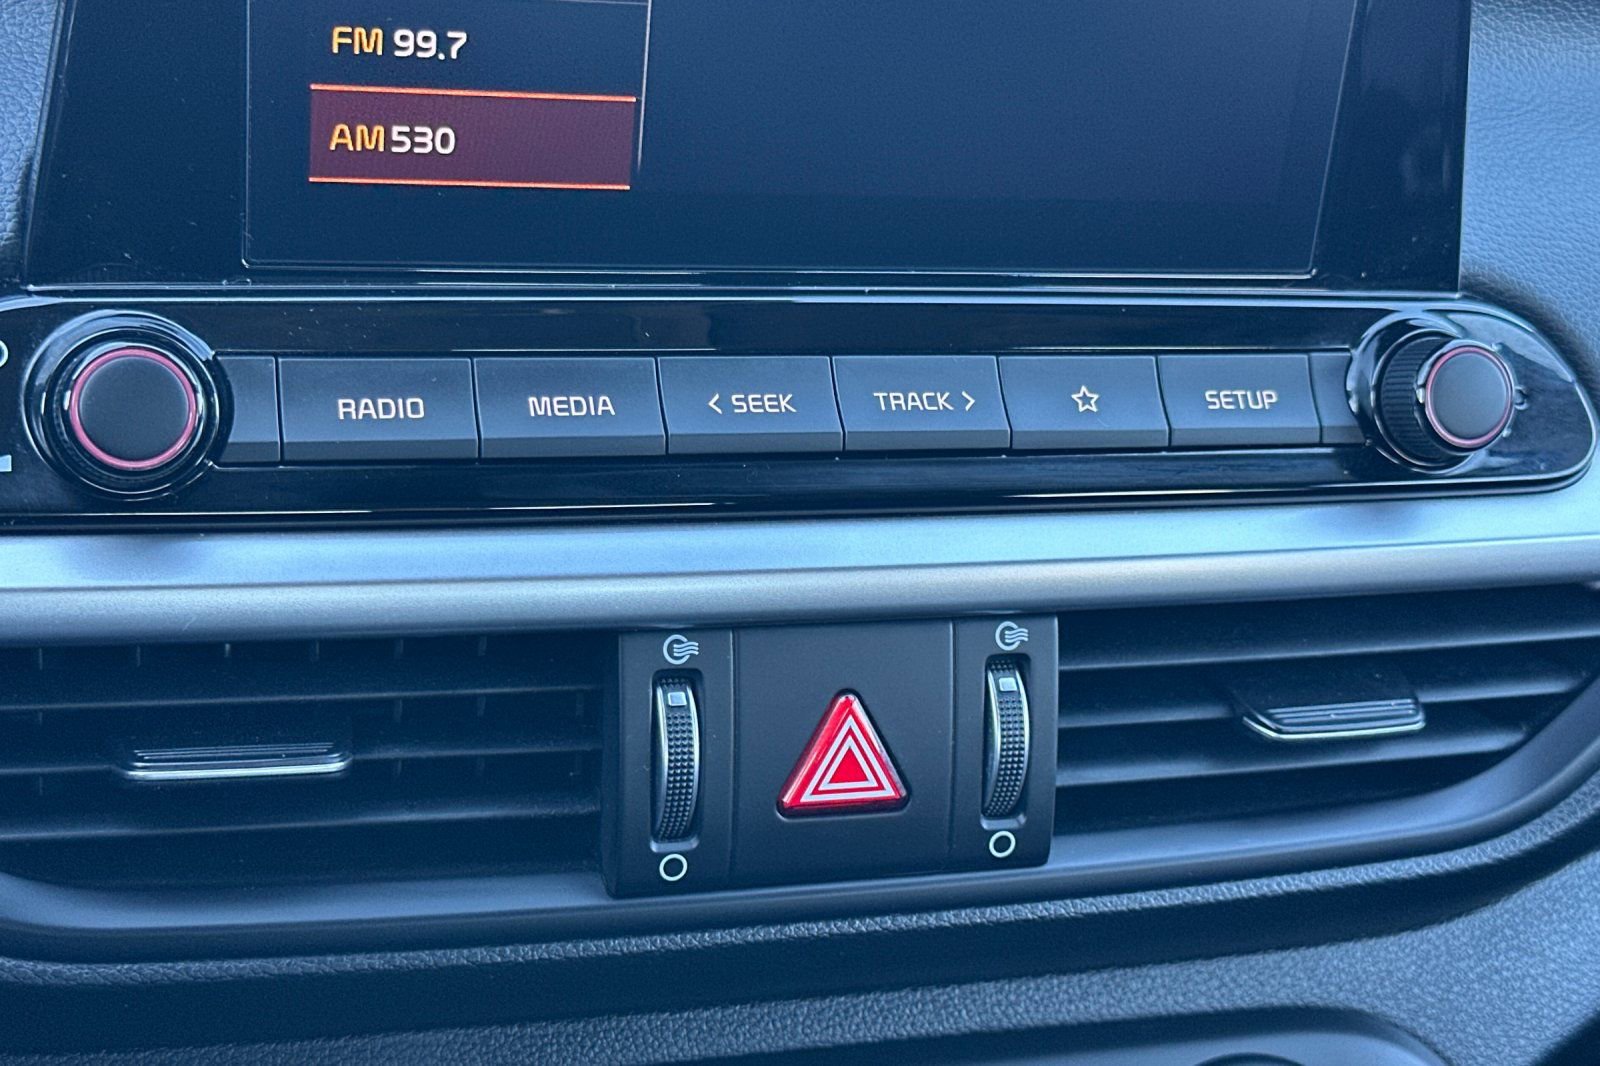 FM 99.7
AM 530
RADIO
MEDIA
< SEEK
TRACK >
☆
SETUP